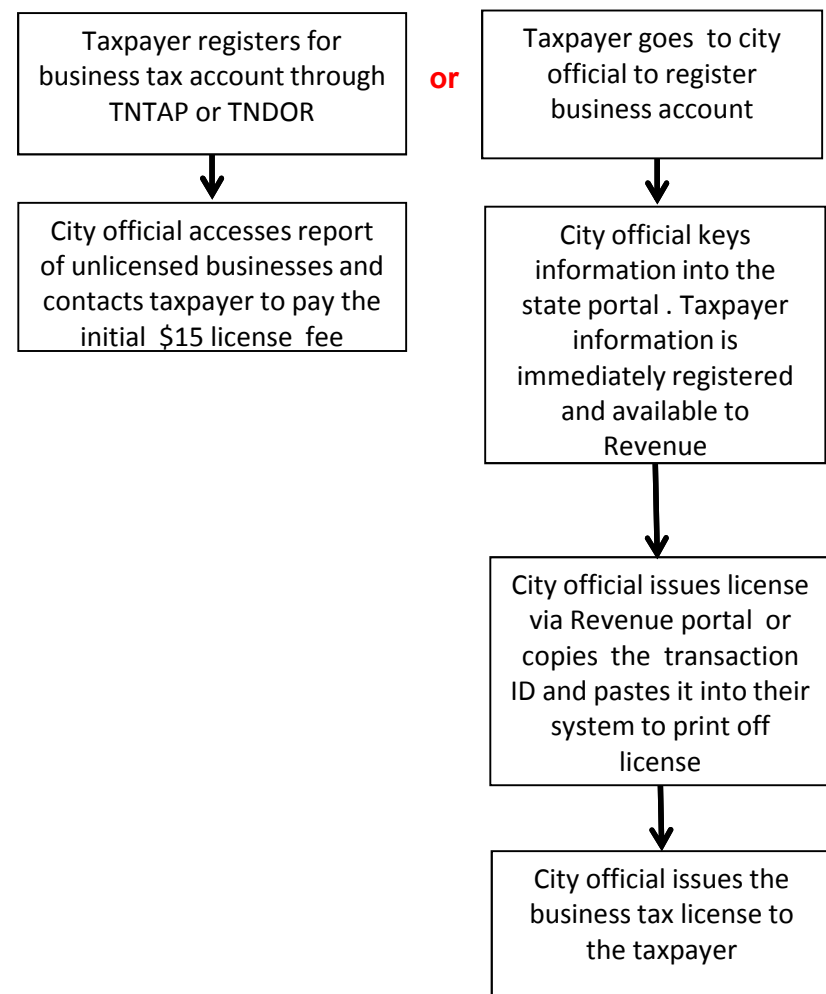 Taxpayer registers for
business tax account through
TNTAP or TNDOR
City official accesses report
of unlicensed businesses and
contacts taxpayer to pay the
initial $15 license fee
or
Taxpayer goes to city
official to register
business account
City official keys
information into the
state portal . Taxpayer
information is
immediately registered
and available to
Revenue
City official issues license
via Revenue portal or
copies the transaction
ID and pastes it into their
system to print off
license
City official issues the
business tax license to
the taxpayer